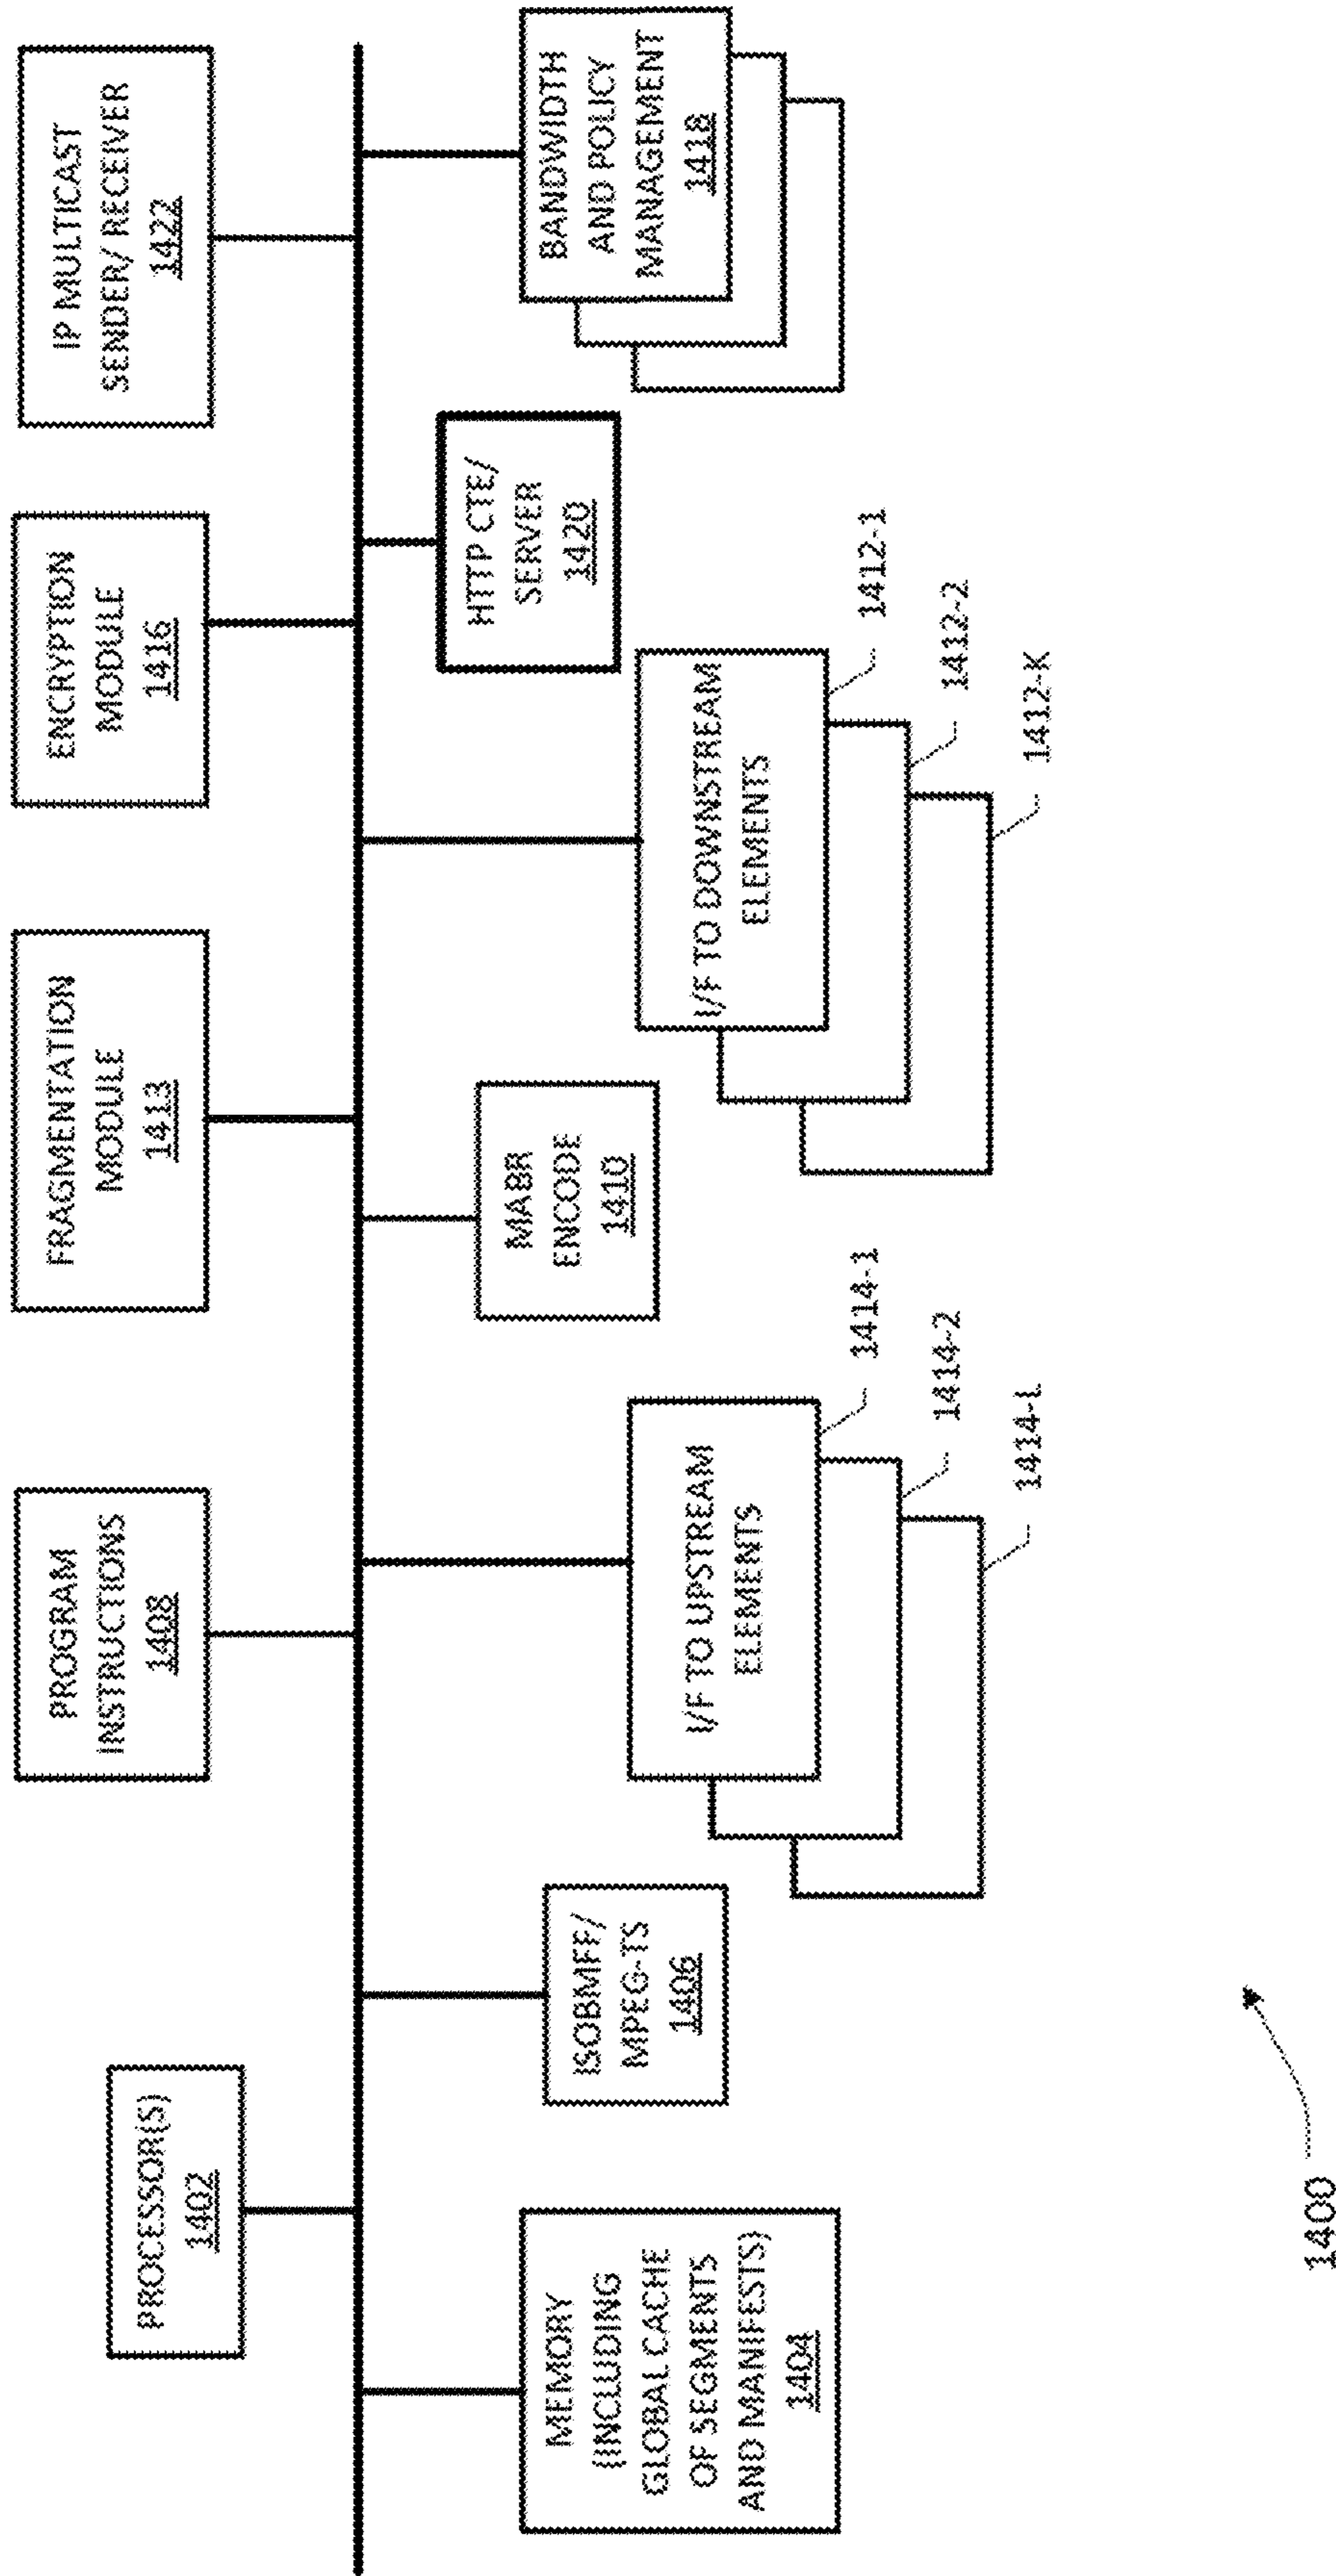 PROCESSOR(S)
1402
PROGRAM
INSTRUCTIONS
1408
FRAGMENTATION
MODULE
1413
ENCRYPTION
MODULE
1416
IP MULTICAST
SENDER/ RECEIVER
1422
MEMORY
(INCLUDING
GLOBAL CACHE
OF SEGMENTS
AND MANIFESTS)
1404
ISOBMFF/
MPEG-TS
1406
I/F TO UPSTREAM
ELEMENTS
1414-1
1414-2
1414-L
MABR
ENCODE
1410
I/F TO DOWNSTREAM
ELEMENTS
1412-1
1412-2
1412-K
HTTP CTE/
SERVER
1420
BANDWIDTH
AND POLICY
MANAGEMENT
1418
1400